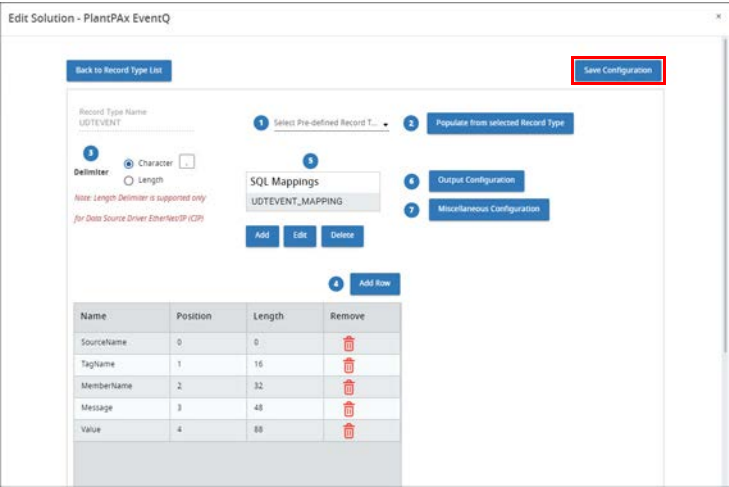 Edit Solution - PlantPAx EventQ
×
Back to Record Type List
Save Configuration
Record Type Name
UDTEVENT
1 Select Pre-defined Record T...
2 Populate from selected Record Type
3
Delimiter
Character .
Length
Note: Length Delimiter is supported only
for Data Source Driver EtherNet/IP (CIP)
5
SQL Mappings
UDTEVENT_MAPPING
Add Edit Delete
6 Output Configuration
7 Miscellaneous Configuration
4 Add Row
Name Position Length Remove
SourceName 0 0
TagName 1 16
MemberName 2 32
Message 3 48
Value 4 88